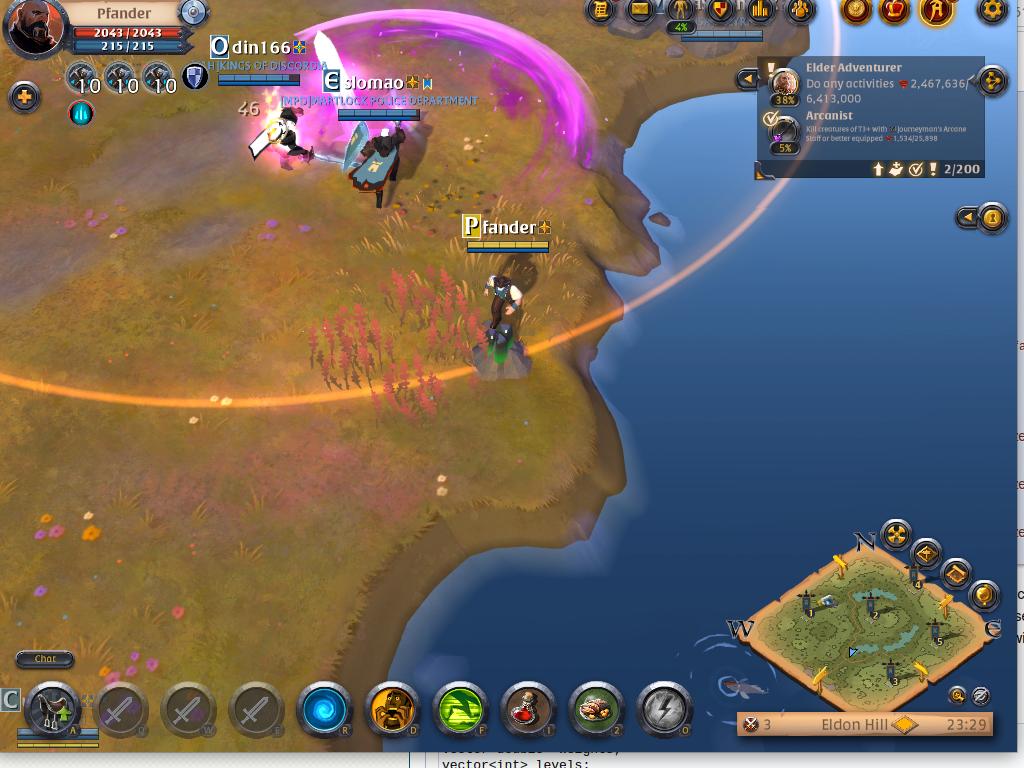 Pfander
2043/2043
215/215
10
10
10
Odin166
KINGS OF DISCORDIA
Eslomao
[MPD]MARTLOCK POLICE DEPARTMENT
46
Pfander
4%
Elder Adventurer
Do any activities 2,467,636/
6,413,000
38%
Arcanist
Kill creatures of T3+ with Journeyman's Arcane
Staff or better equipped 1,534/25,898
5%
2/200
N
W
E
1
2
3
4
5
Chat
C
A
Q
W
E
R
D
F
1
2
O
3
Eldon Hill
23:29
vector<int> levels;